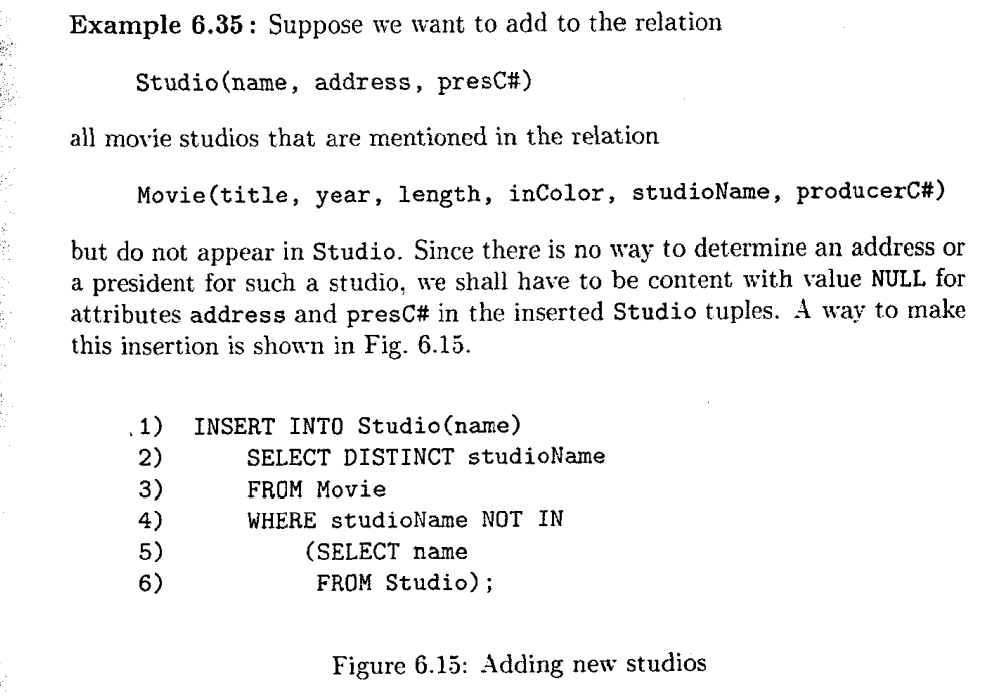 Example 6.35 : Suppose we want to add to the relation
Studio(name, address, presC#)
all movie studios that are mentioned in the relation
Movie(title, year, length, inColor, studioName, producerC#)
but do not appear in Studio. Since there is no way to determine an address or
a president for such a studio, we shall have to be content with value NULL for
attributes address and presC# in the inserted Studio tuples. A way to make
this insertion is shown in Fig. 6.15.
1) INSERT INTO Studio(name)
2) SELECT DISTINCT studioName
3) FROM Movie
4) WHERE studioName NOT IN
5) (SELECT name
6) FROM Studio);
Figure 6.15: Adding new studios